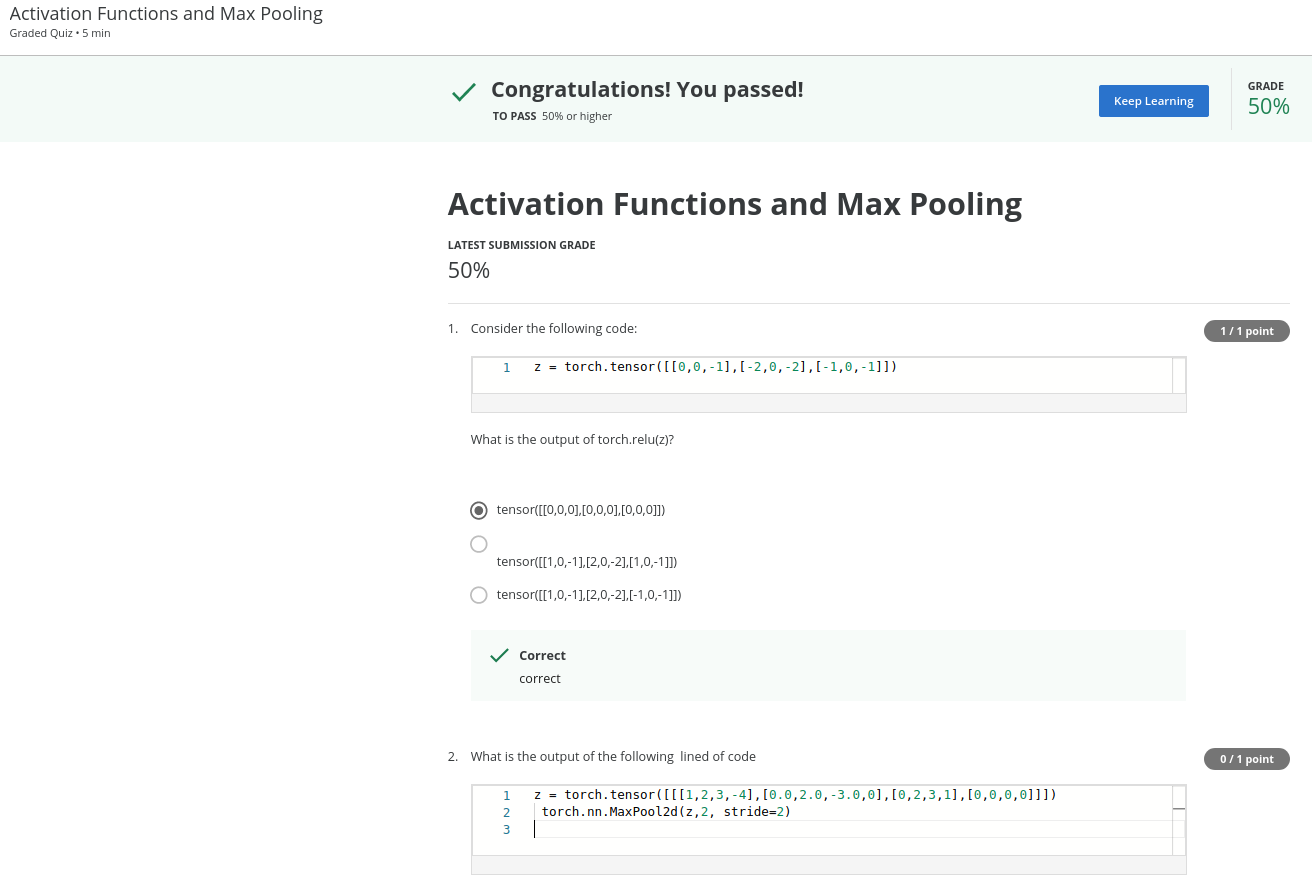 Activation Functions and Max Pooling
Graded Quiz • 5 min
Congratulations! You passed!
TO PASS 50% or higher
Keep Learning
GRADE
50%
Activation Functions and Max Pooling
LATEST SUBMISSION GRADE
50%
1. Consider the following code:
1 / 1 point
1 z = torch.tensor([[0,0,-1],[-2,0,-2],[-1,0,-1]])
What is the output of torch.relu(z)?
tensor([[0,0,0],[0,0,0],[0,0,0]])
tensor([[1,0,-1],[2,0,-2],[1,0,-1]])
tensor([[1,0,-1],[2,0,-2],[-1,0,-1]])
Correct
correct
2. What is the output of the following lined of code
0 / 1 point
1 z = torch.tensor([[[1,2,3,-4],[0.0,2.0,-3.0,0],[0,2,3,1],[0,0,0,0]]])
2 torch.nn.MaxPool2d(z,2, stride=2)
3